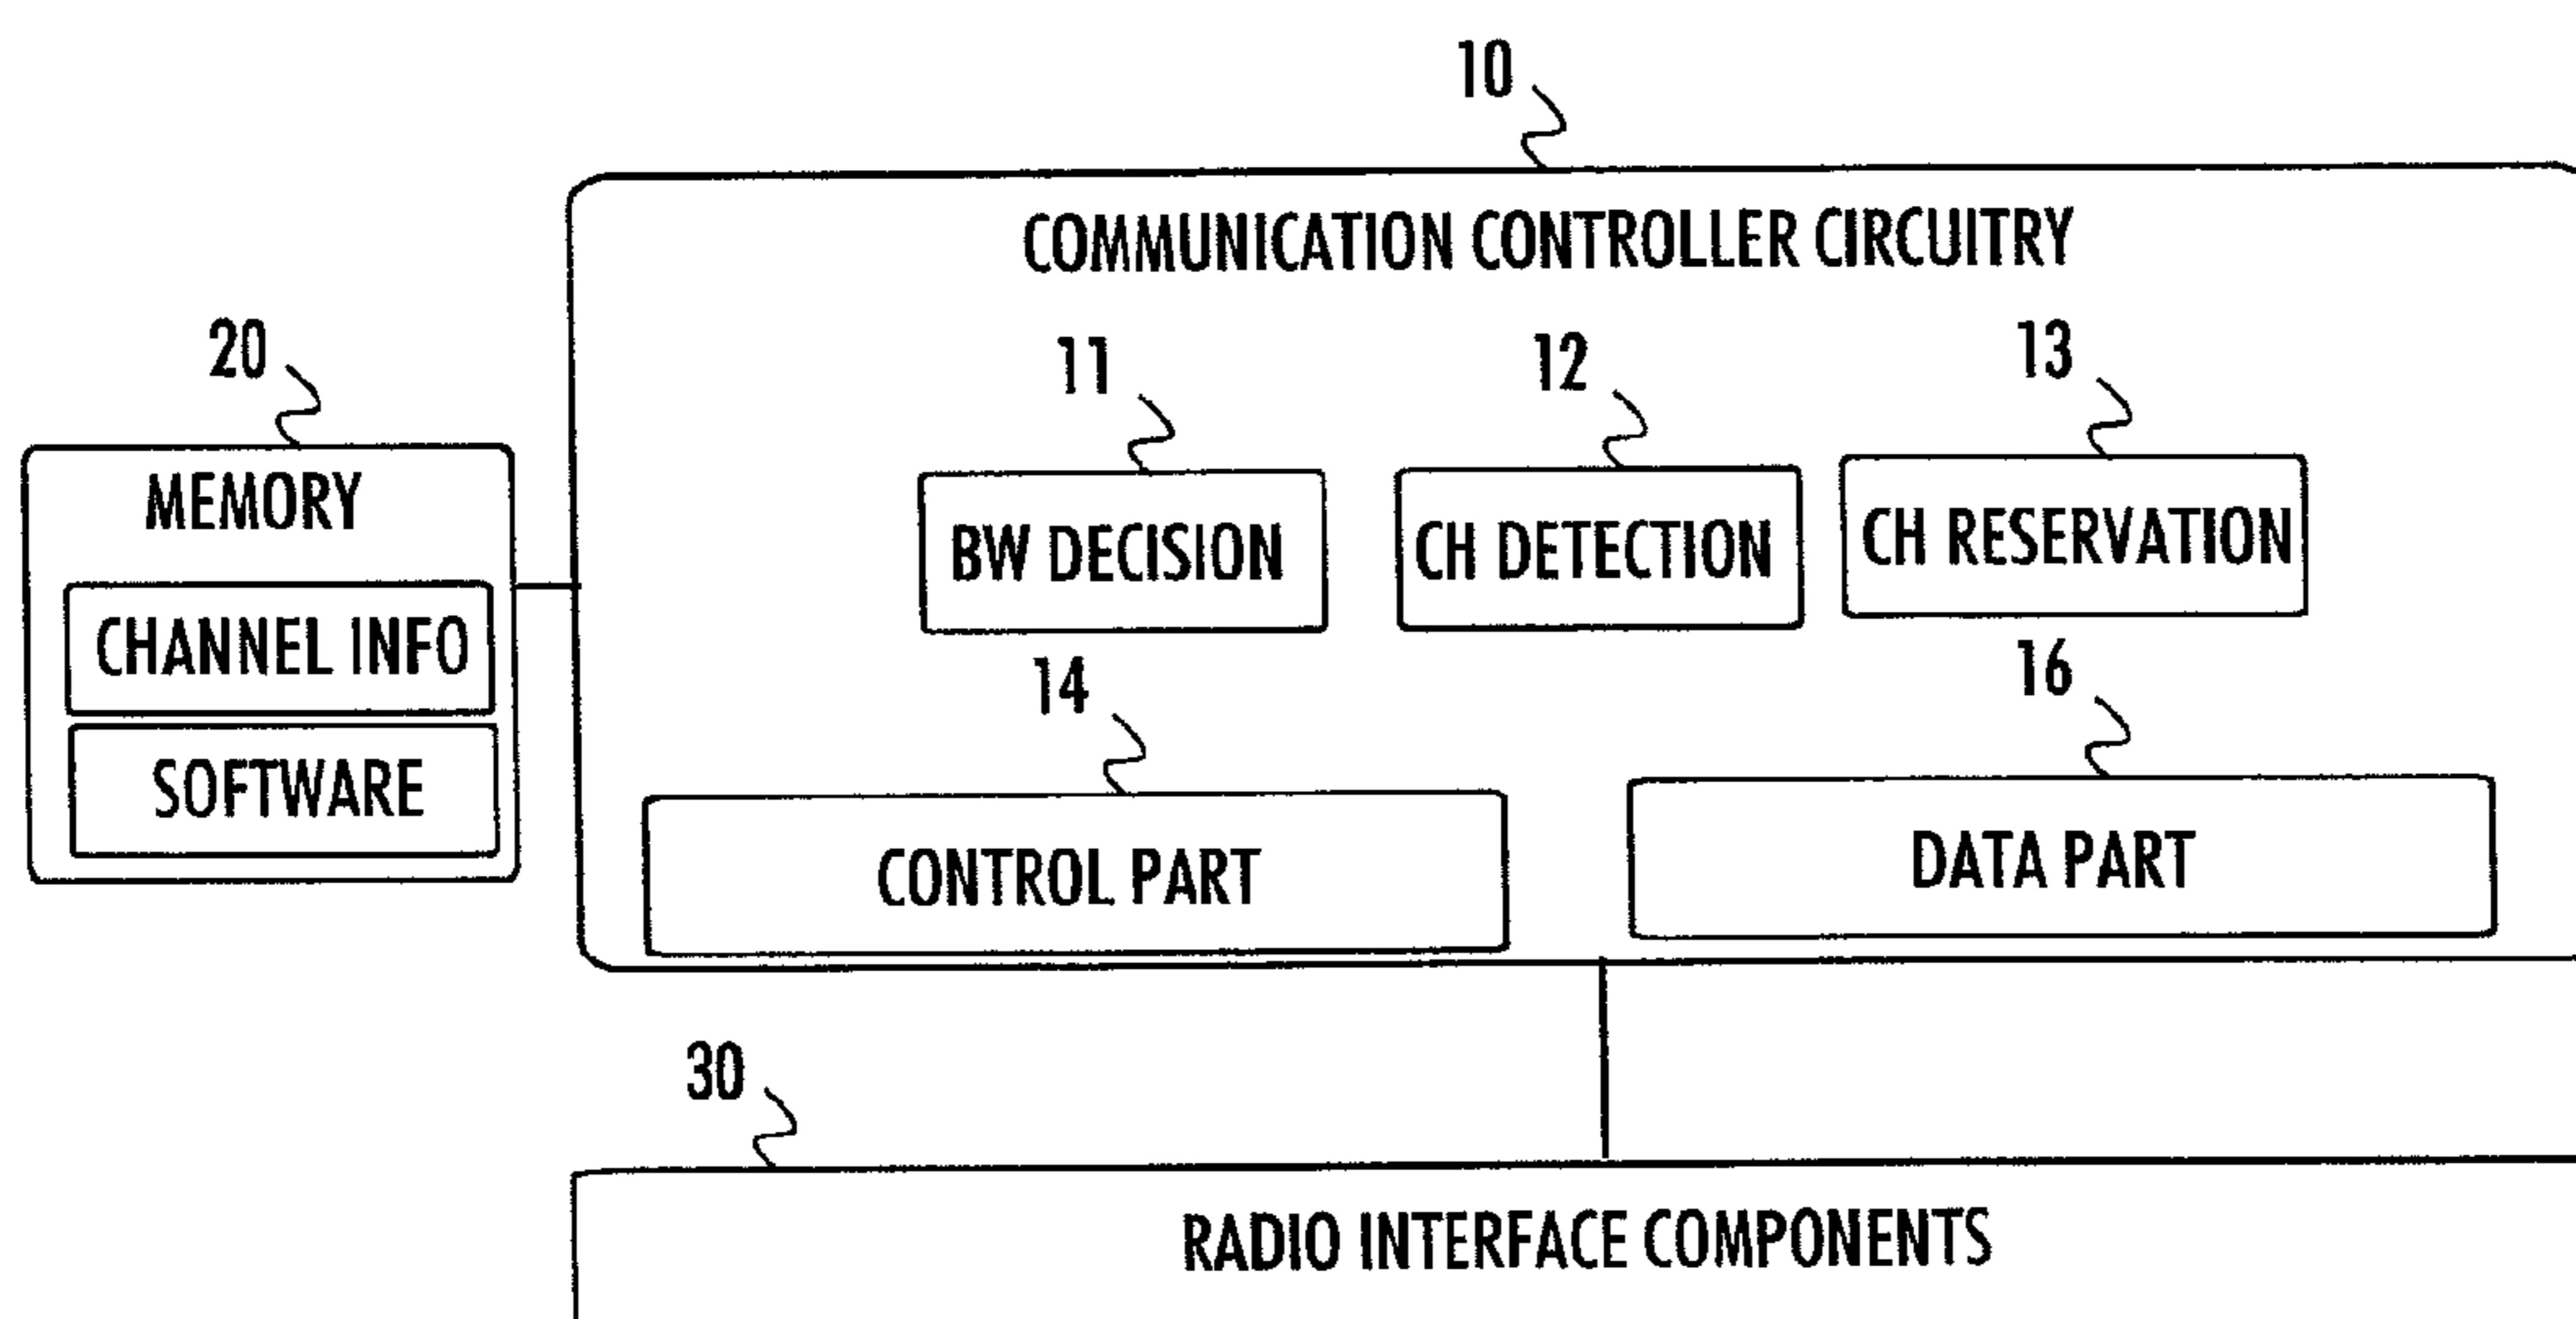 10
COMMUNICATION CONTROLLER CIRCUITRY
20
11
12
13
MEMORY
BW DECISION
CH DETECTION
CH RESERVATION
CHANNEL INFO
14
16
SOFTWARE
CONTROL PART
DATA PART
30
RADIO INTERFACE COMPONENTS